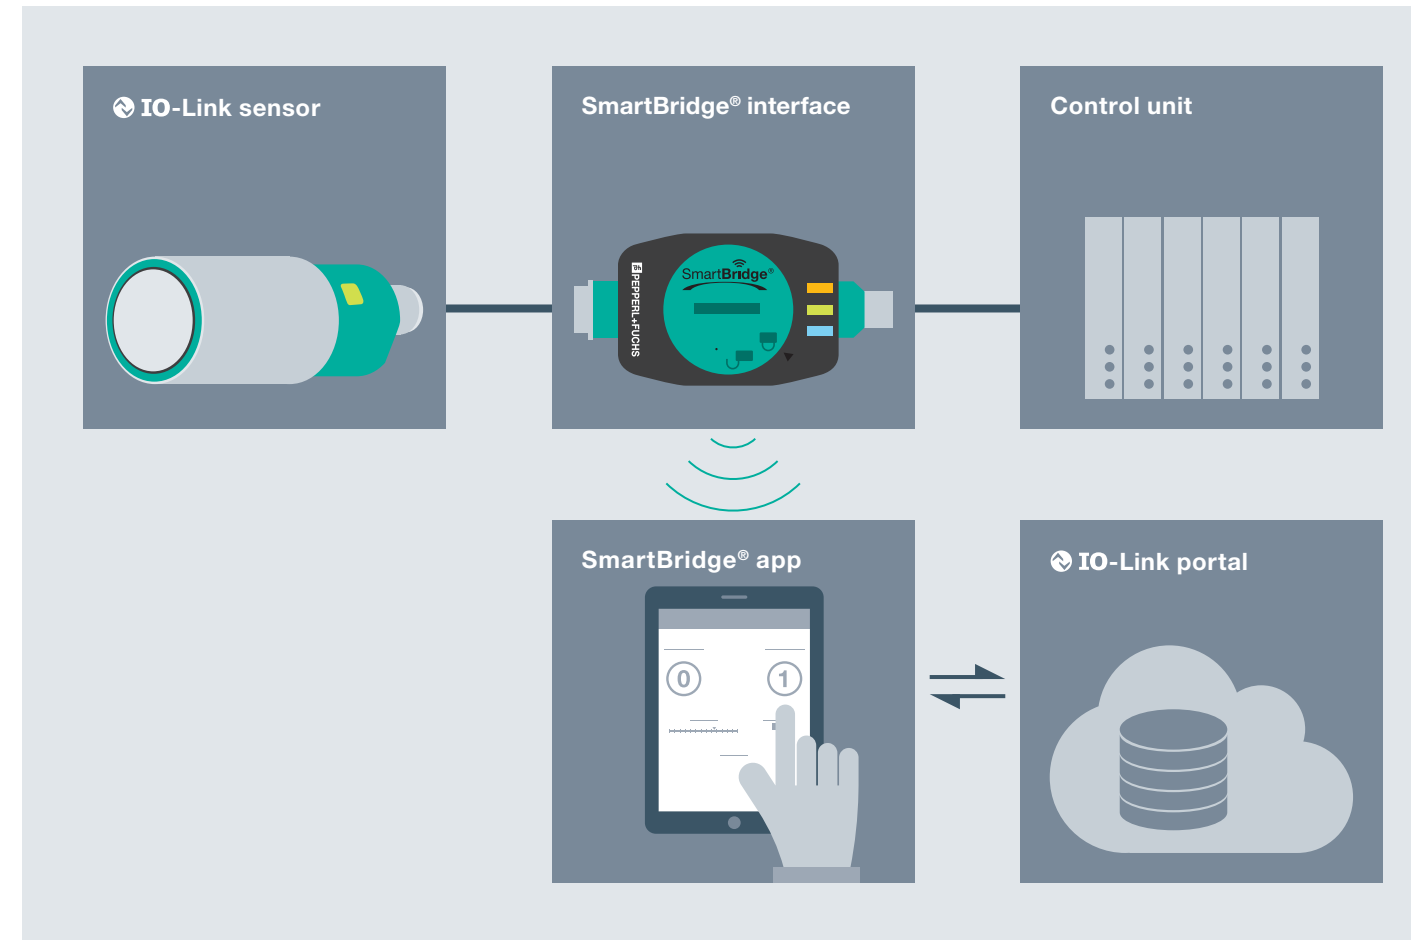 IO-Link sensor
SmartBridge® interface
Control unit
PEPPERL+FUCHS
SmartBridge®
SmartBridge® app
IO-Link portal
0
1